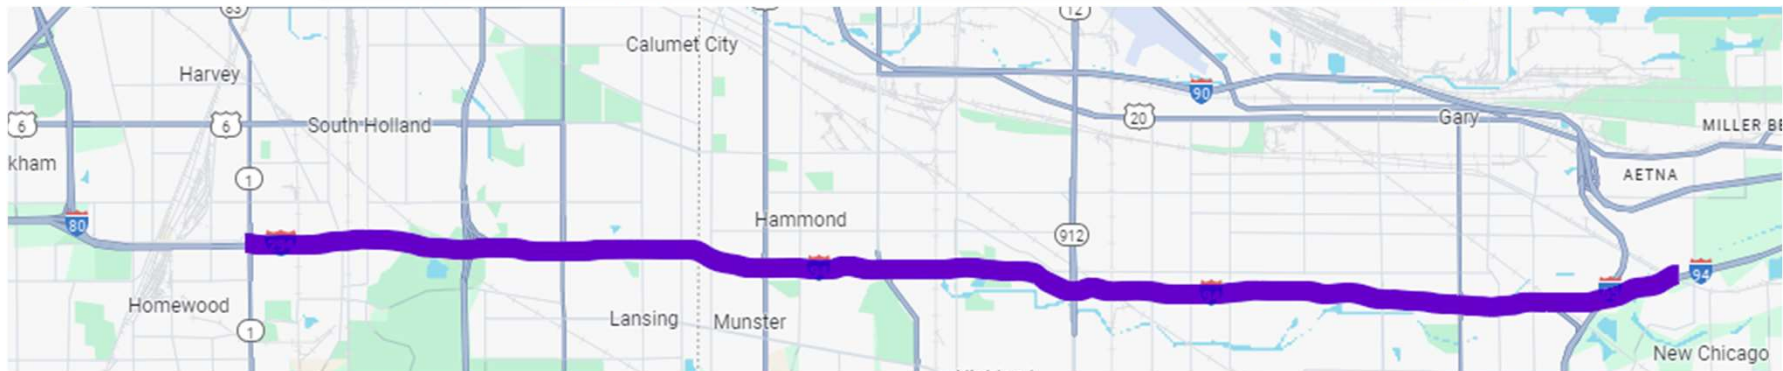 83
12
Calumet City
Harvey
90
6
6
South Holland
20
Gary
MILLER BE
kham
1
AETNA
80
Hammond
912
94
Homewood
1
Lansing
Munster
New Chicago